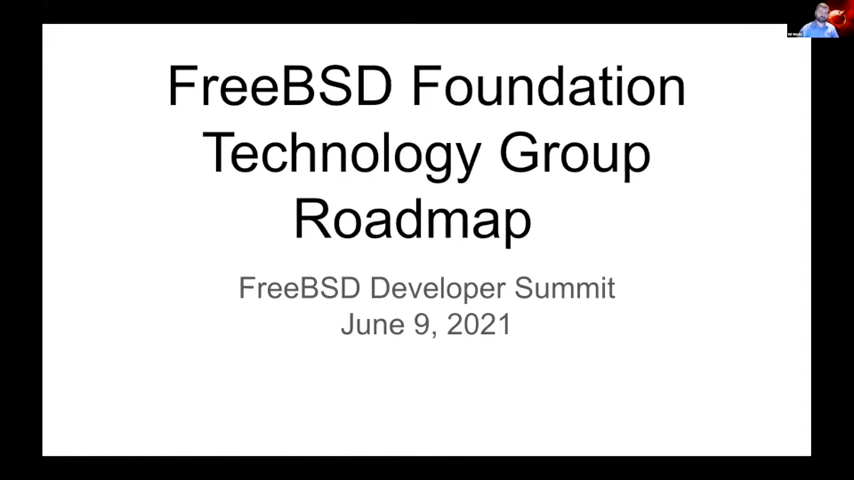 FreeBSD Foundation
Technology Group
Roadmap
FreeBSD Developer Summit
June 9, 2021